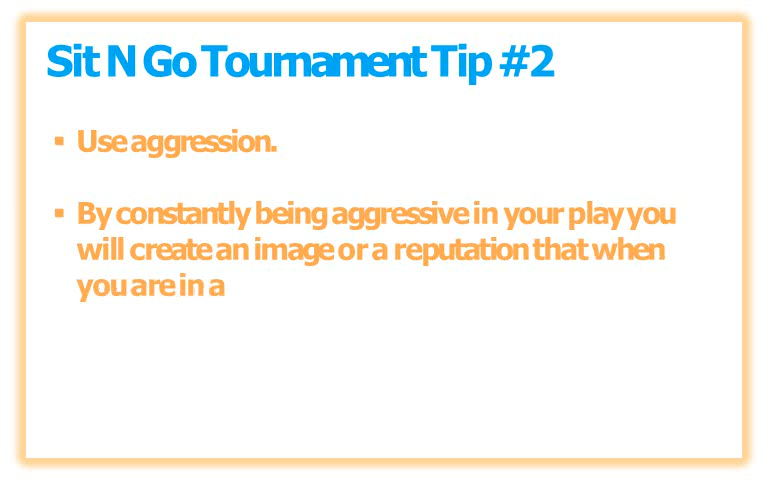 Sit N Go Tournament Tip #2
▪ Use aggression.
▪ By constantly being aggressive in your play you
will create an image or a reputation that when
you are in a